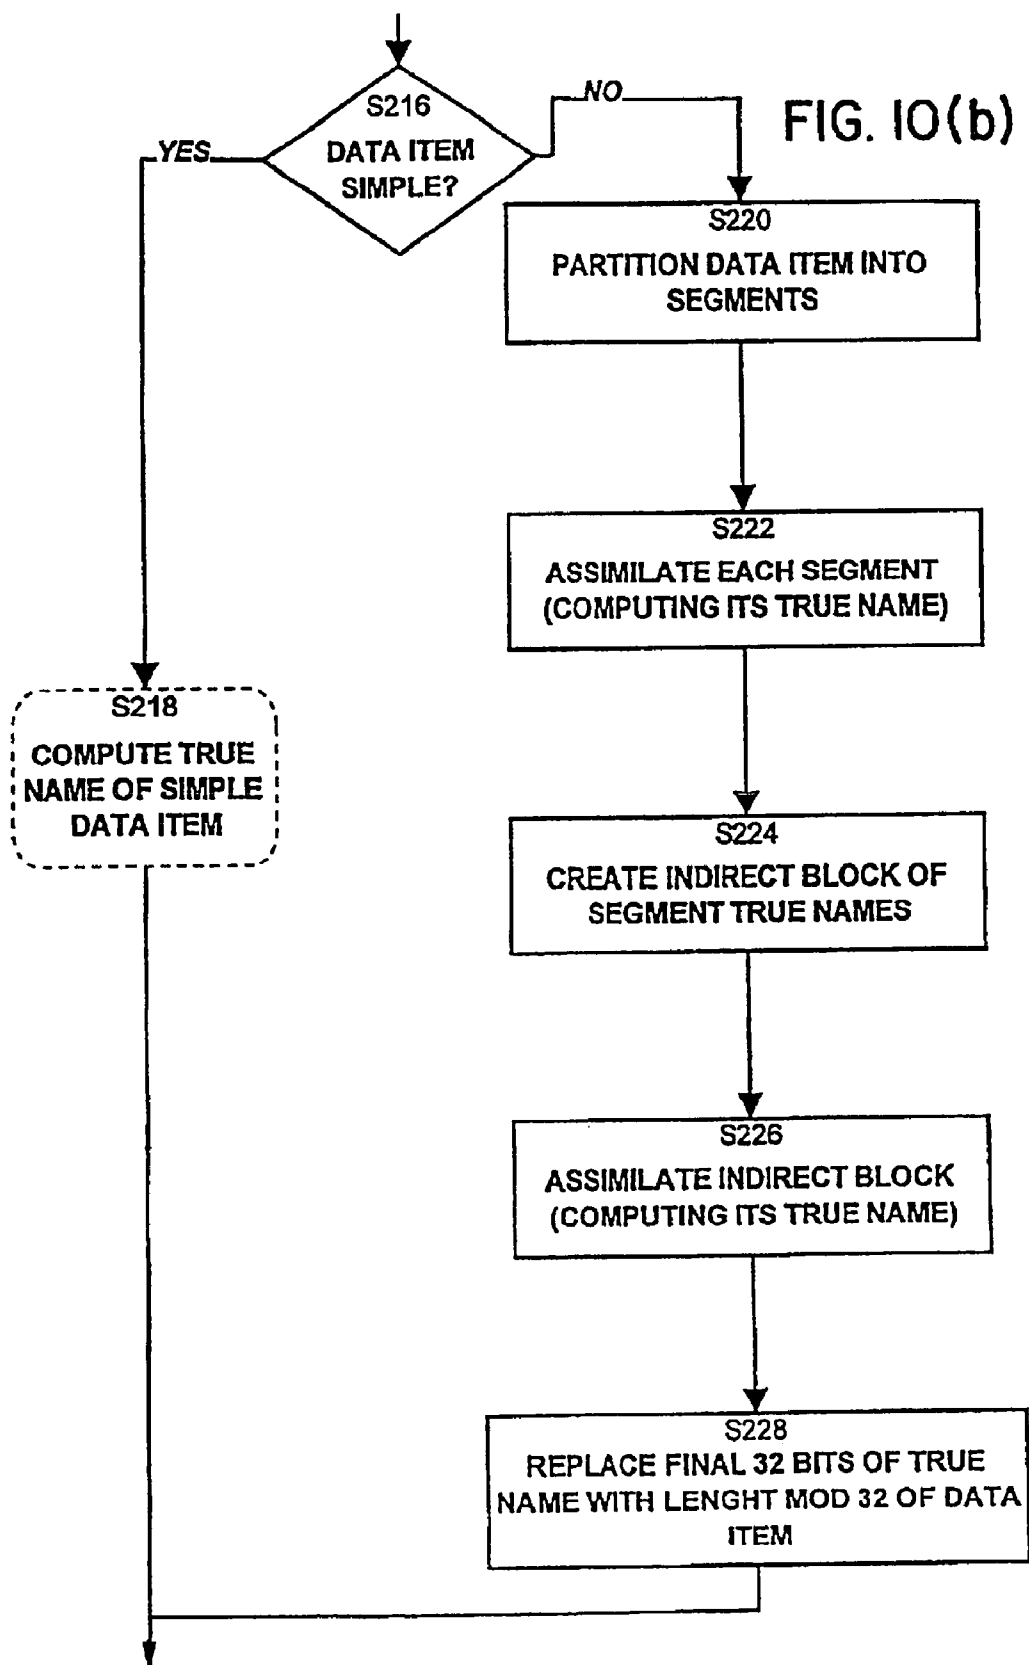 FIG. 10(b)
S216
DATA ITEM
SIMPLE?
YES
NO
S220
PARTITION DATA ITEM INTO
SEGMENTS
S222
ASSIMILATE EACH SEGMENT
(COMPUTING ITS TRUE NAME)
S218
COMPUTE TRUE
NAME OF SIMPLE
DATA ITEM
S224
CREATE INDIRECT BLOCK OF
SEGMENT TRUE NAMES
S226
ASSIMILATE INDIRECT BLOCK
(COMPUTING ITS TRUE NAME)
S228
REPLACE FINAL 32 BITS OF TRUE
NAME WITH LENGHT MOD 32 OF DATA
ITEM